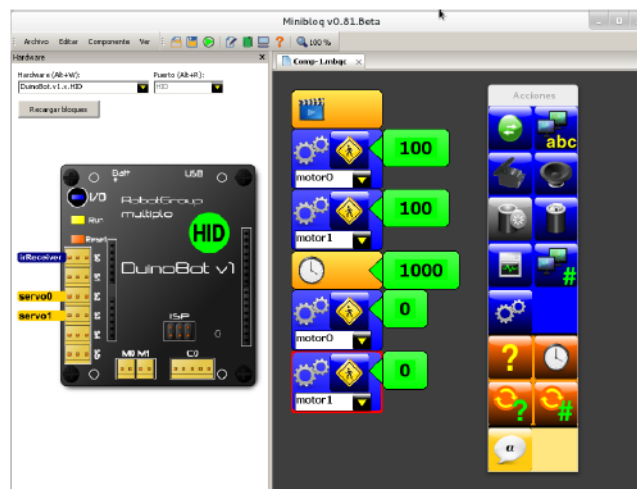 Minibloq v0.81.Beta
Archivo Editar Componente Ver 100 %
Hardware x
Comp-1.mbqc x
Hardware (Alt+W): Puerto (Alt+R):
DuinoBot.v1.x.HID HID
Recargar bloques
Acciones
abc
100
motor0
100
motor1
1000
#
0
motor0
?
0
motor1
? #
α
Batt USB
+
I/O RobotGroup
multiplo
Run HID
Reset
irReceiver
DuinoBot v1
servo0
servo1 ISP
M0 M1 C0